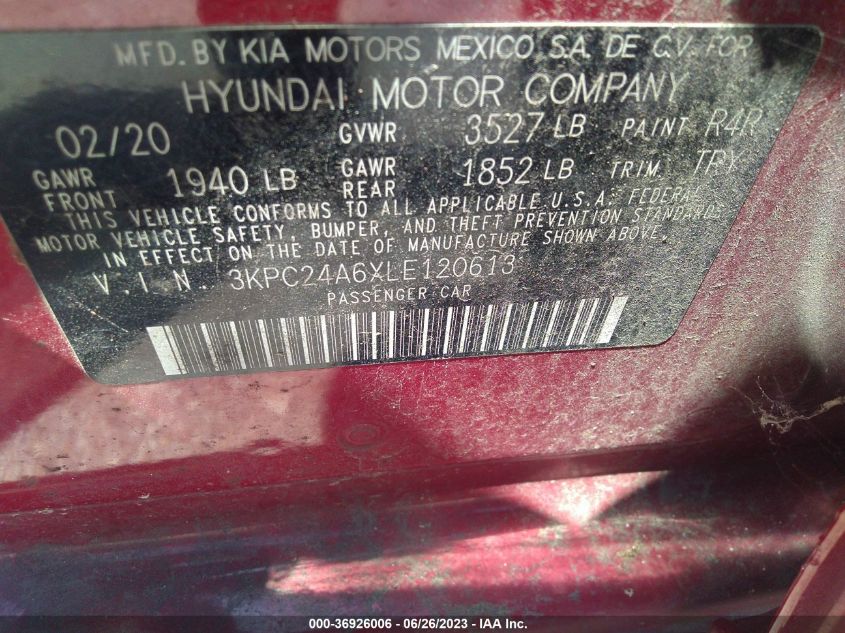 MFD. BY KIA MOTORS MEXICO S.A. DE C.V. FOR
HYUNDAI MOTOR COMPANY
02/20 GVWR 3527 LB PAINT R4R
GAWR FRONT 1940 LB GAWR REAR 1852 LB TRIM TPY
THIS VEHICLE CONFORMS TO ALL APPLICABLE U.S.A. FEDERAL
MOTOR VEHICLE SAFETY, BUMPER, AND THEFT PREVENTION STANDARDS
IN EFFECT ON THE DATE OF MANUFACTURE SHOWN ABOVE.
V. I. N. 3KPC24A6XLE120613
PASSENGER CAR
000-36926006 - 06/26/2023 - IAA Inc.